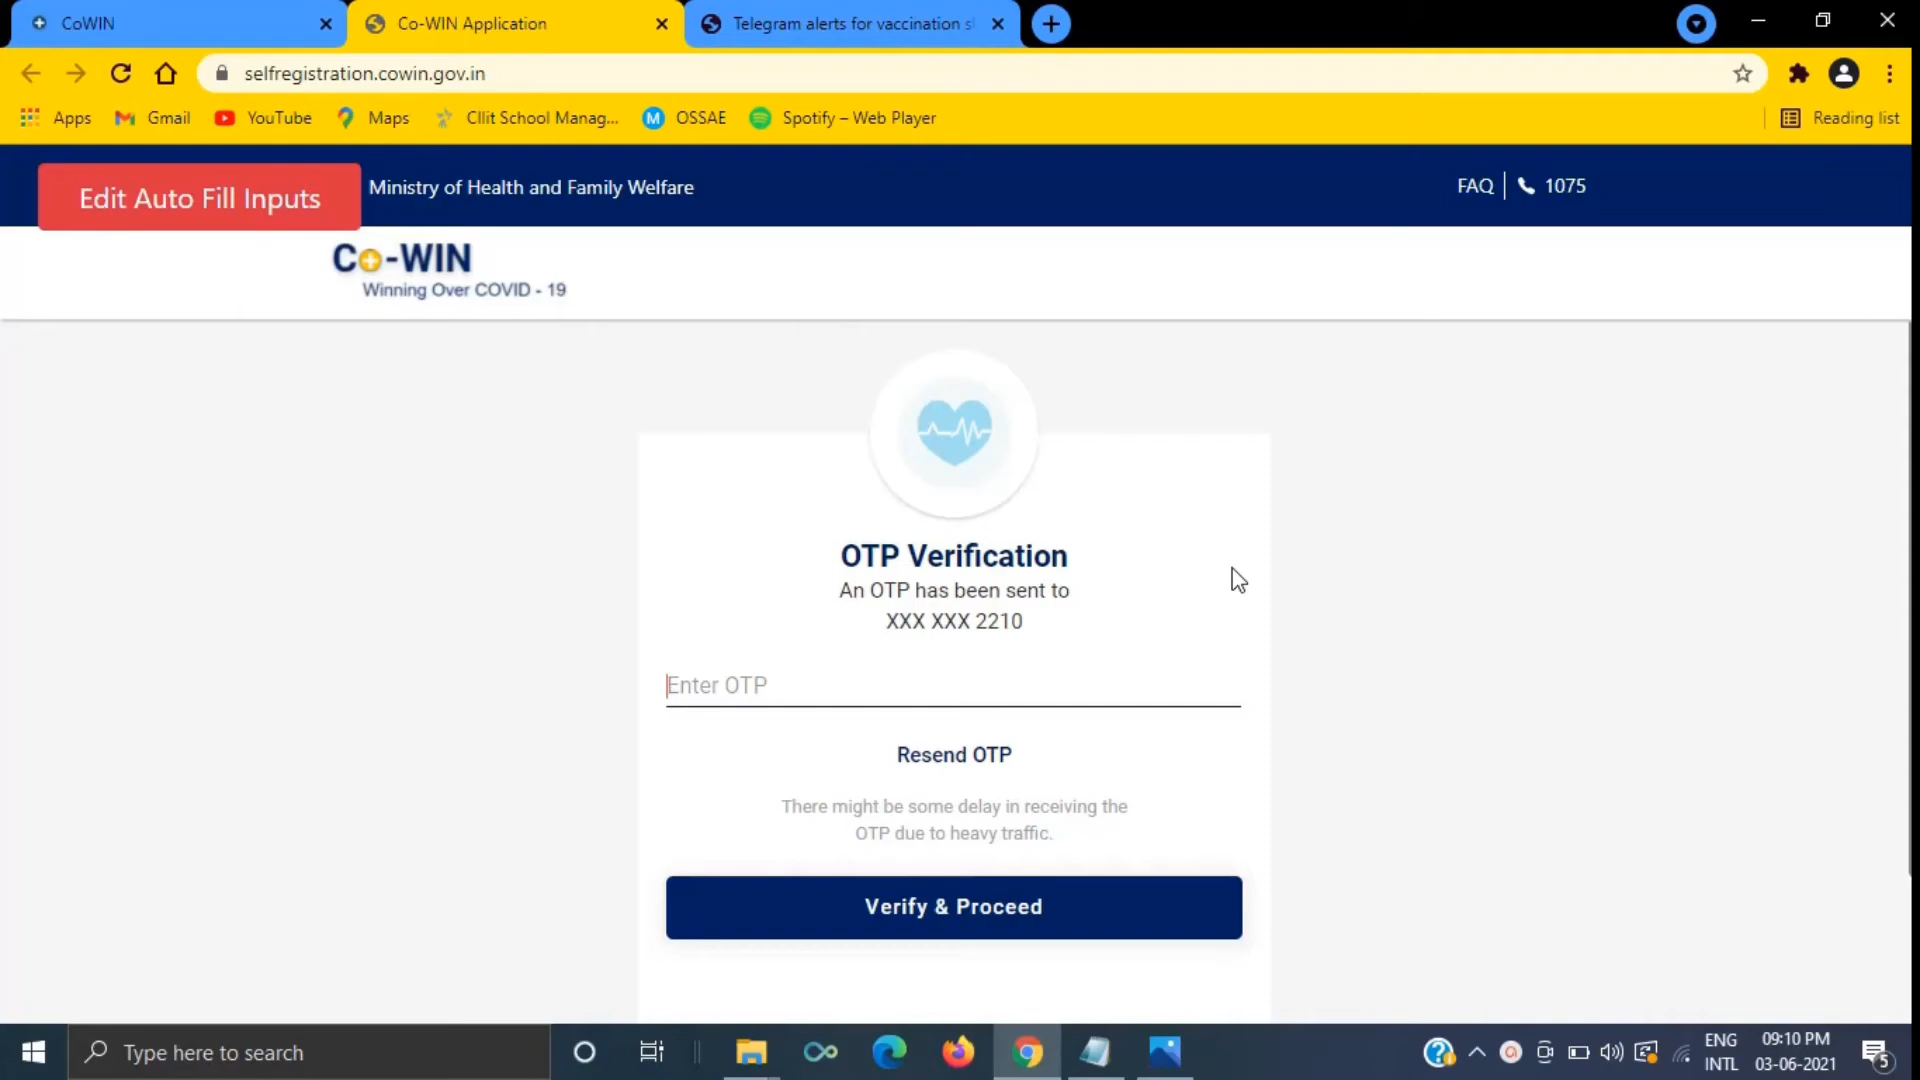 CoWIN
Co-WIN Application
Telegram alerts for vaccination s
selfregistration.cowin.gov.in
Apps
Gmail
YouTube
Maps
Cllit School Manag...
M
OSSAE
Spotify – Web Player
Reading list
Edit Auto Fill Inputs
Ministry of Health and Family Welfare
FAQ
1075
Co-WIN
Winning Over COVID - 19
OTP Verification
An OTP has been sent to
XXX XXX 2210
Enter OTP
Resend OTP
There might be some delay in receiving the
OTP due to heavy traffic.
Verify & Proceed
Type here to search
ENG
INTL
09:10 PM
03-06-2021
5